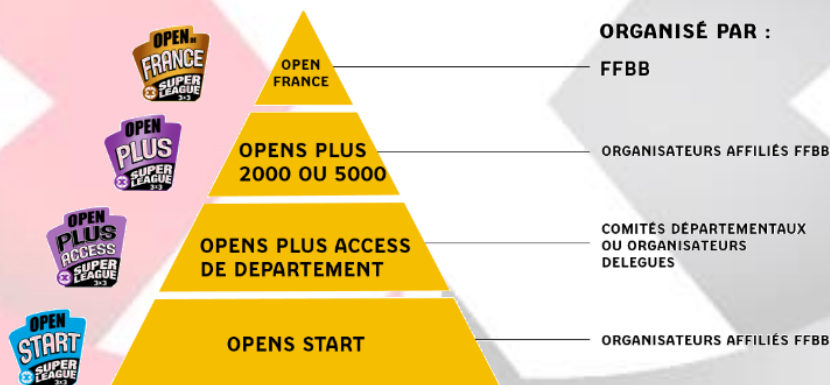 ORGANISÉ PAR :
OPEN DE
FRANCE
SUPER
LEAGUE
3×3
OPEN
FRANCE
FFBB
OPEN
PLUS
SUPER
LEAGUE
3×3
OPENS PLUS
2000 OU 5000
ORGANISATEURS AFFILIÉS FFBB
OPEN
PLUS
ACCESS
SUPER
LEAGUE
3×3
OPENS PLUS ACCESS
DE DEPARTEMENT
COMITÉS DÉPARTEMENTAUX
OU ORGANISATEURS
DELEGUES
OPEN
START
SUPER
LEAGUE
3×3
OPENS START
ORGANISATEURS AFFILIÉS FFBB